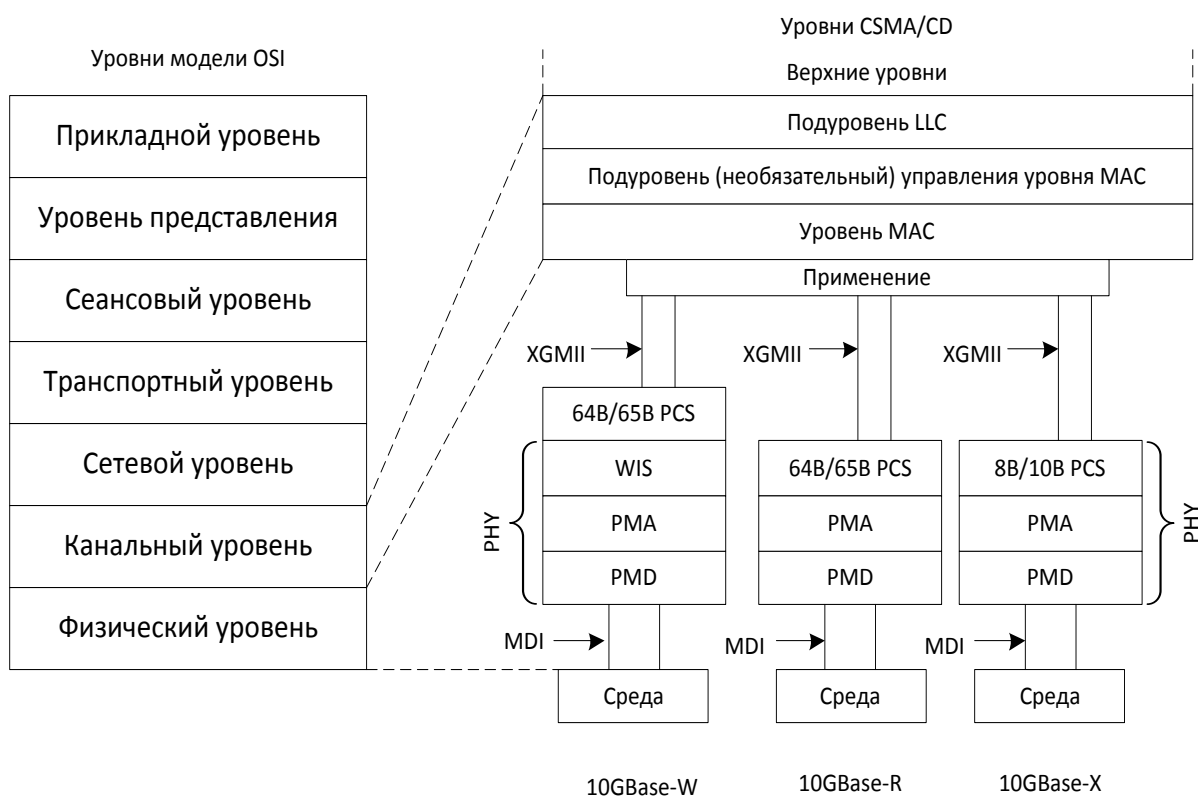 Уровни модели OSI
Прикладной уровень
Уровень представления
Сеансовый уровень
Транспортный уровень
Сетевой уровень
Канальный уровень
Физический уровень
Уровни CSMA/CD
Верхние уровни
Подуровень LLC
Подуровень (необязательный) управления уровня MAC
Уровень MAC
Применение
XGMII
XGMII
XGMII
64B/65B PCS
WIS
PMA
PMD
PHY
64B/65B PCS
PMA
PMD
8B/10B PCS
PMA
PMD
PHY
MDI
MDI
MDI
Среда
Среда
Среда
10GBase-W
10GBase-R
10GBase-X